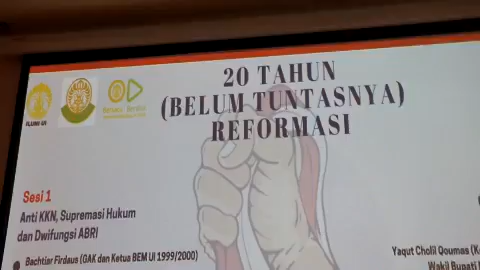 20 TAHUN
(BELUM TUNTASNYA)
REFORMASI
ILUNI UI
Sesi 1
Anti KKN, Supremasi Hukum
dan Dwifungsi ABRI
Bachtiar Firdaus (GAK dan Ketua BEM UI 1999/2000)
Yaqut Cholil Qoumas (K
Wakil Bupati